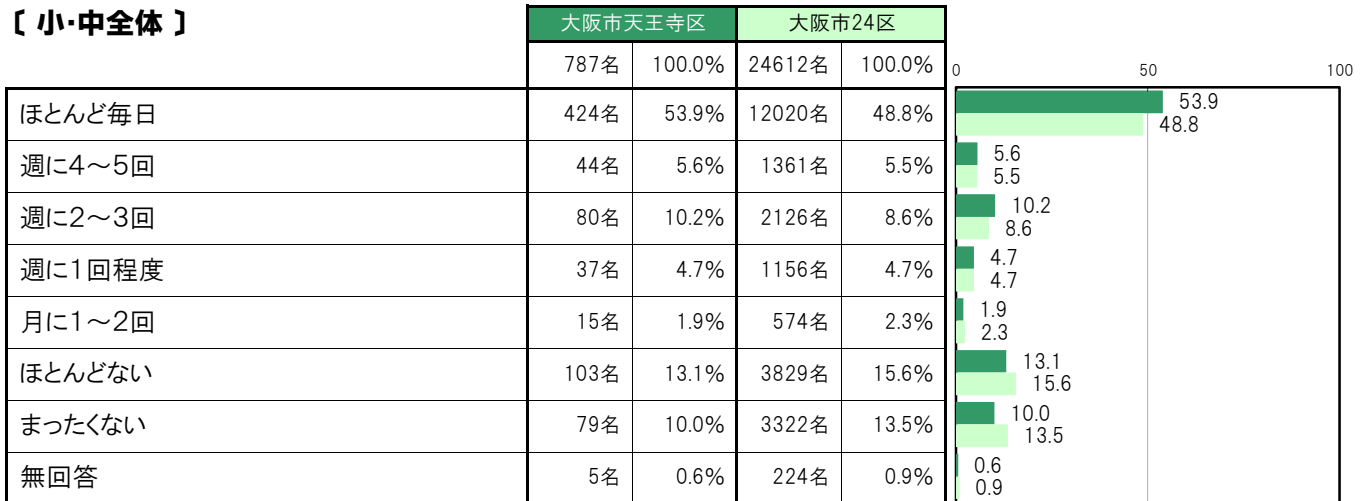 〔 小・中全体 〕
大阪市天王寺区 大阪市24区
787名 100.0% 24612名 100.0%
0 50 100
ほとんど毎日 424名 53.9% 12020名 48.8% 53.9
48.8
週に4～5回 44名 5.6% 1361名 5.5% 5.6
5.5
週に2～3回 80名 10.2% 2126名 8.6% 10.2
8.6
週に1回程度 37名 4.7% 1156名 4.7% 4.7
4.7
月に1～2回 15名 1.9% 574名 2.3% 1.9
2.3
ほとんどない 103名 13.1% 3829名 15.6% 13.1
15.6
まったくない 79名 10.0% 3322名 13.5% 10.0
13.5
無回答 5名 0.6% 224名 0.9% 0.6
0.9